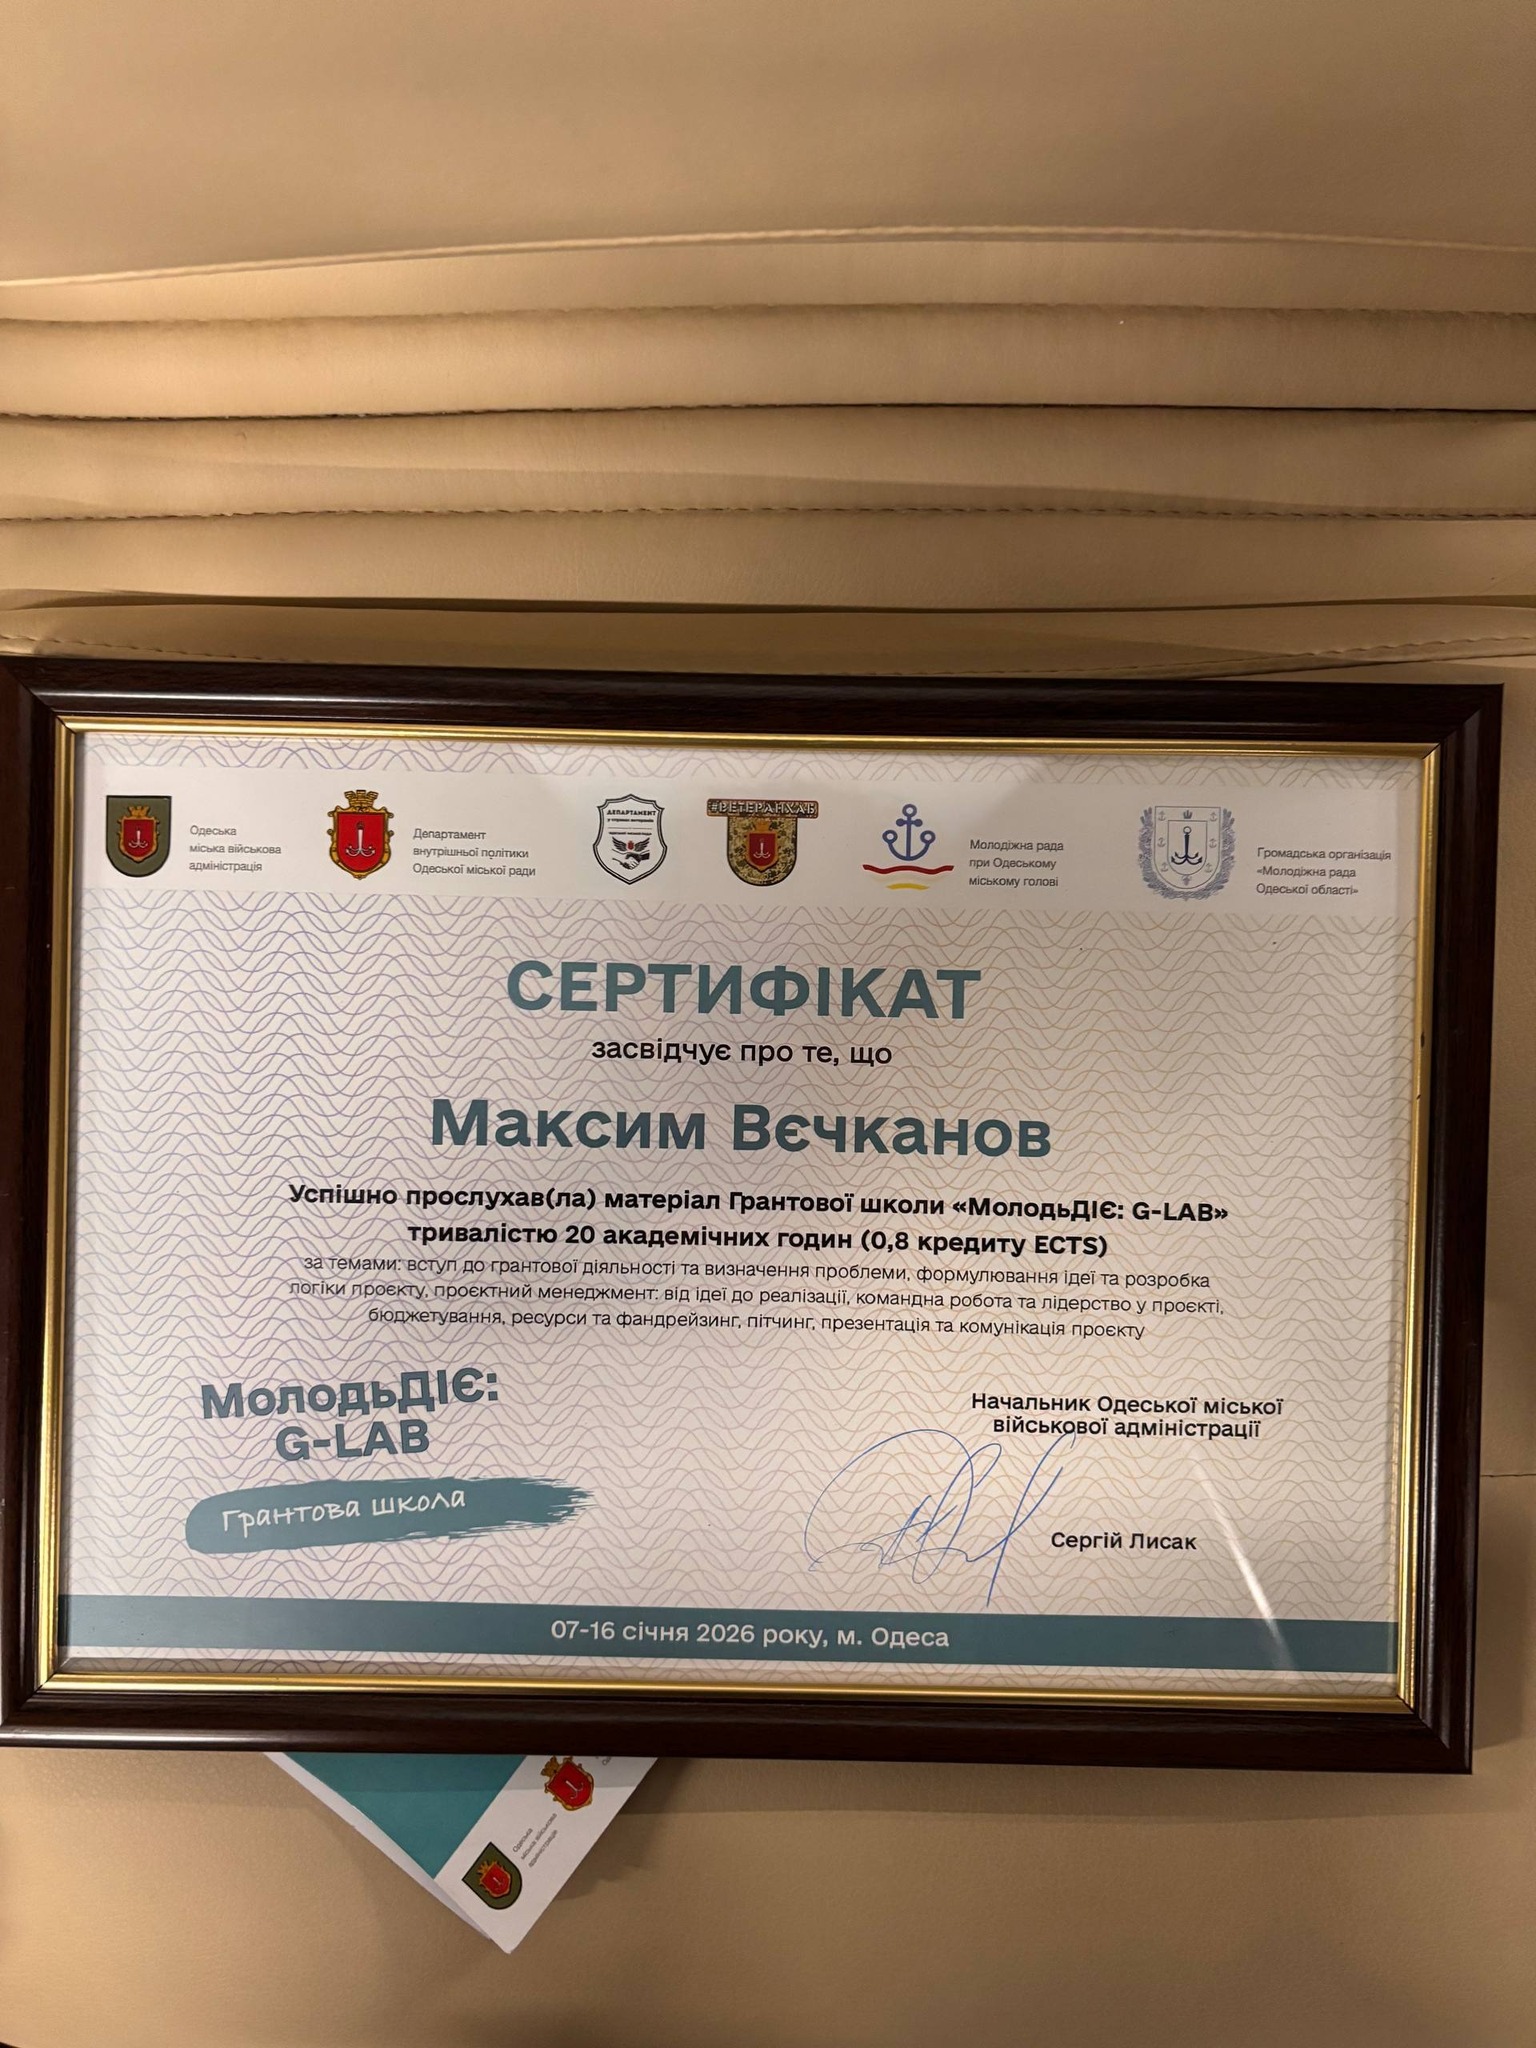 Одеська
міська військова
адміністрація
Департамент
внутрішньої політики
Одеської міської ради
ДЕПАРТАМЕНТ
#ВЕТЕРАНХАБ
Молодіжна рада
при Одеському
міському голові
Громадська організація
«Молодіжна рада
Одеської області»
СЕРТИФІКАТ
засвідчує про те, що
Максим Вєчканов
Успішно прослухав(ла) матеріал Грантової школи «МолодьДІЄ: G-LAB»
тривалістю 20 академічних годин (0,8 кредиту ECTS)
за темами: вступ до грантової діяльності та визначення проблеми, формулювання ідеї та розробка
логіки проєкту, проєктний менеджмент: від ідеї до реалізації, командна робота та лідерство у проєкті,
бюджетування, ресурси та фандрейзинг, пітчинг, презентація та комунікація проєкту
МолодьДІЄ:
G-LAB
Грантова школа
Начальник Одеської міської
військової адміністрації
Сергій Лисак
07-16 січня 2026 року, м. Одеса
Одеська
міська військова
адміністрація